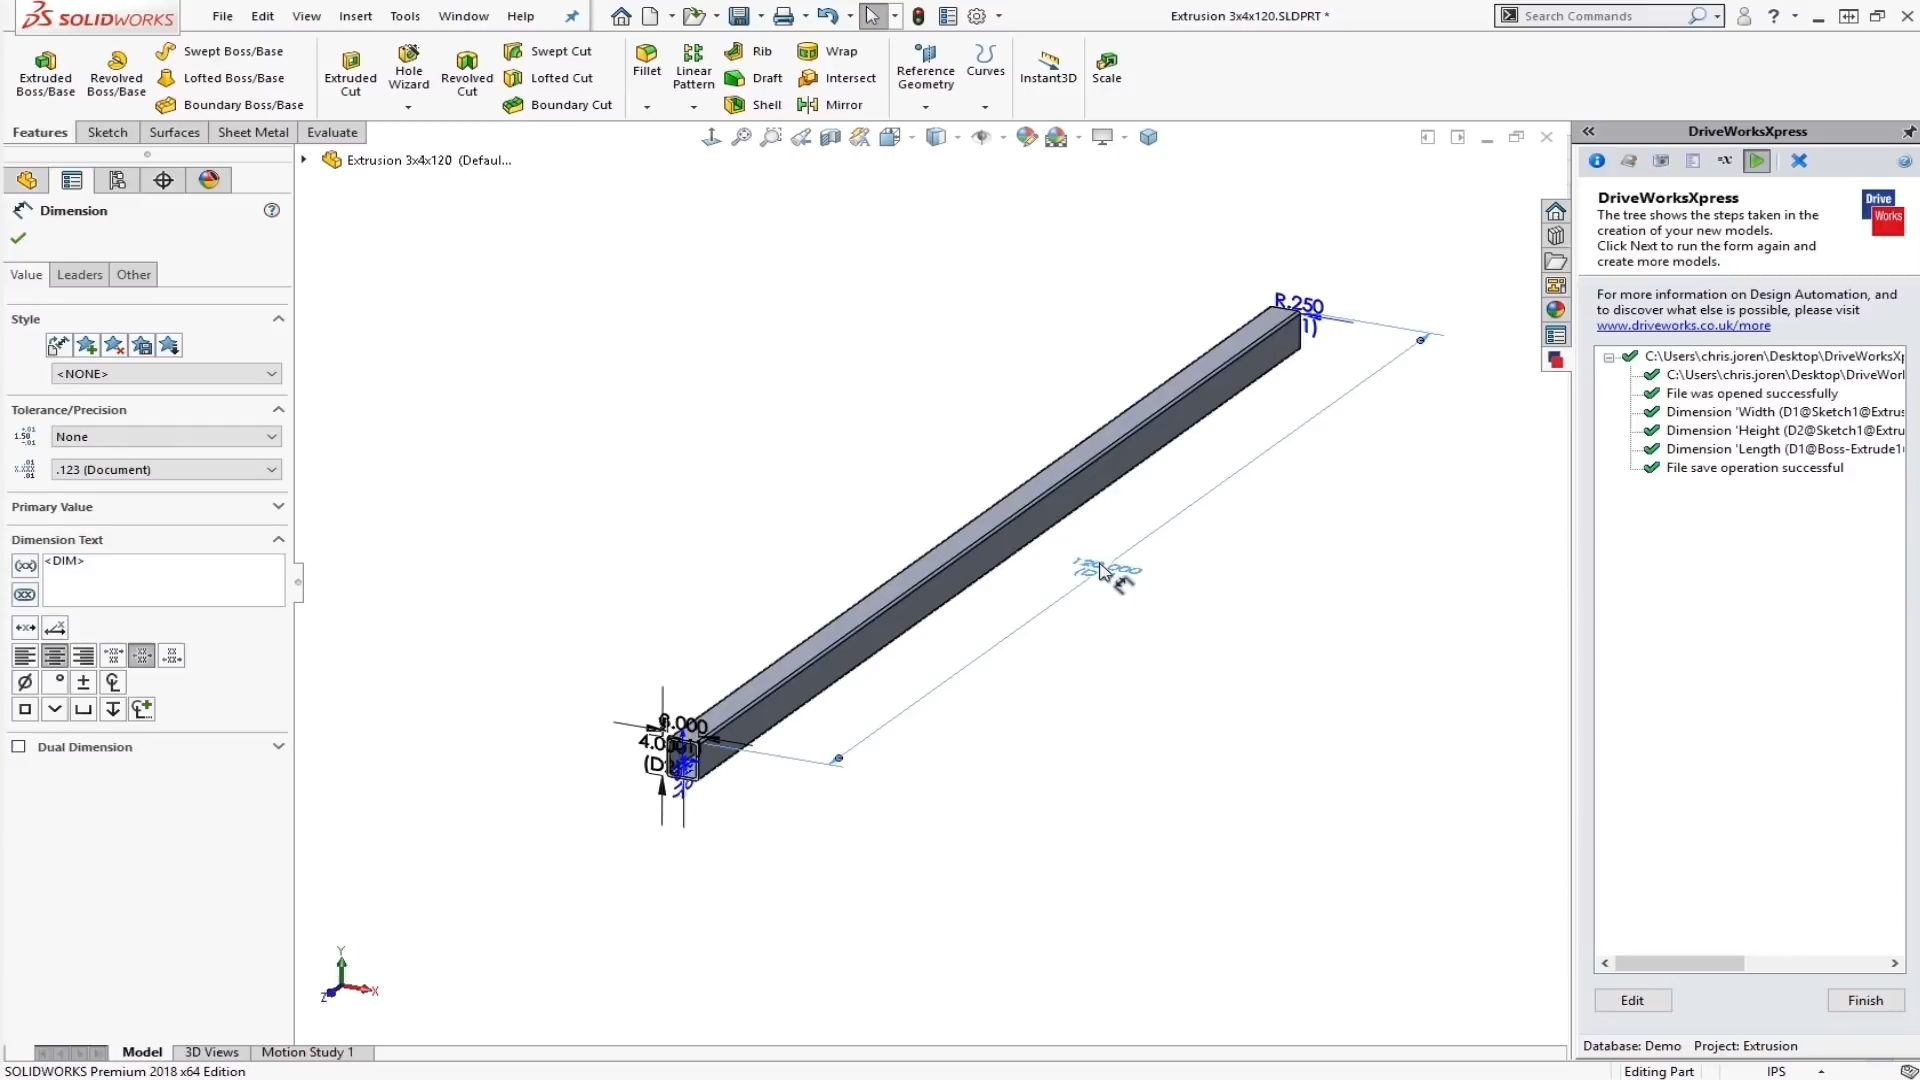 SOLIDWORKS
File Edit View Insert Tools Window Help
Extrusion 3x4x120.SLDPRT *
Search Commands
Extruded Boss/Base
Revolved Boss/Base
Swept Boss/Base
Lofted Boss/Base
Boundary Boss/Base
Extruded Cut
Hole Wizard
Revolved Cut
Swept Cut
Lofted Cut
Boundary Cut
Fillet
Linear Pattern
Rib
Draft
Shell
Wrap
Intersect
Mirror
Reference Geometry
Curves
Instant3D
Scale
Features Sketch Surfaces Sheet Metal Evaluate
Extrusion 3x4x120 (Defaul...
Dimension
Value Leaders Other
Style
<NONE>
Tolerance/Precision
None
.123 (Document)
Primary Value
Dimension Text
<DIM>
Dual Dimension
R.250
1)
4.0
(D
Model 3D Views Motion Study 1
SOLIDWORKS Premium 2018 x64 Edition
DriveWorksXpress
DriveWorksXpress
The tree shows the steps taken in the
creation of your new models.
Click Next to run the form again and
create more models.
Drive
Works
For more information on Design Automation, and
to discover what else is possible, please visit
www.driveworks.co.uk/more
C:\Users\chris.joren\Desktop\DriveWorksXp
C:\Users\chris.joren\Desktop\DriveWorl
File was opened successfully
Dimension 'Width (D1@Sketch1@Extrus
Dimension 'Height (D2@Sketch1@Extru
Dimension 'Length (D1@Boss-Extrude1
File save operation successful
Edit Finish
Database: Demo Project: Extrusion
Editing Part IPS